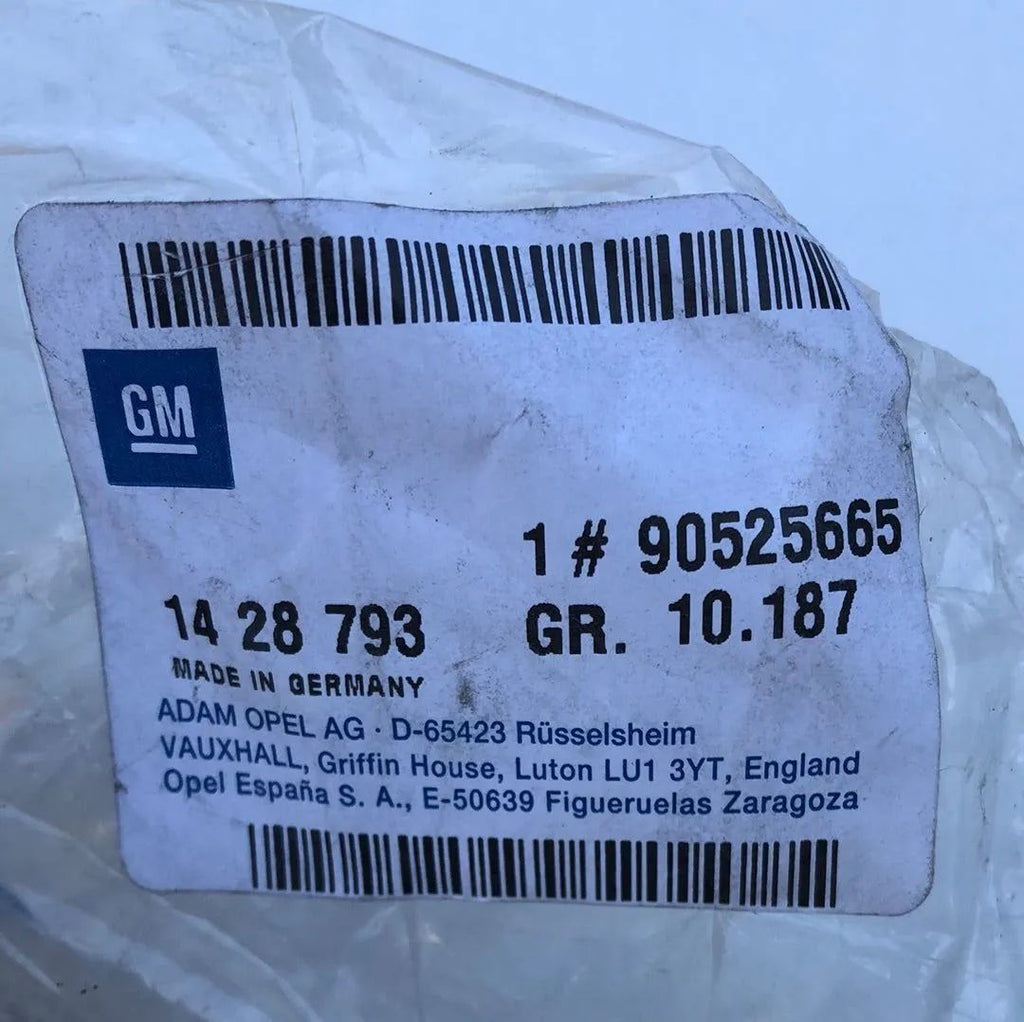 GM
1 # 90525665
14 28 793 GR. 10.187
MADE IN GERMANY
ADAM OPEL AG · D-65423 Rüsselsheim
VAUXHALL, Griffin House, Luton LU1 3YT, England
Opel España S. A., E-50639 Figueruelas Zaragoza